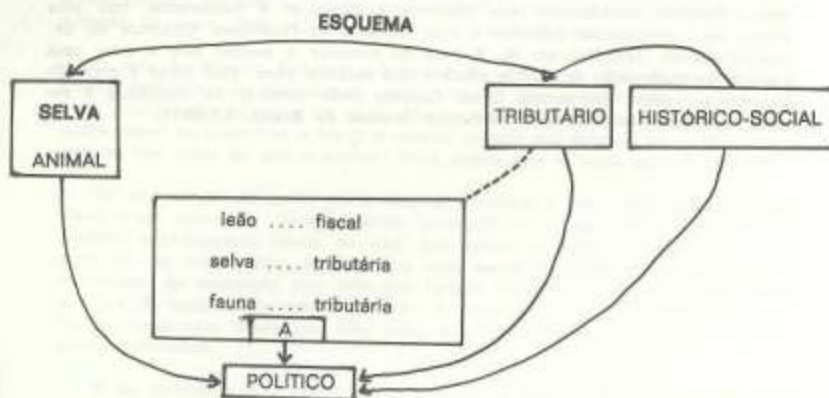 ESQUEMA
SELVA
ANIMAL
TRIBUTÁRIO
HISTÓRICO-SOCIAL
leão .... fiscal
selva .... tributária
fauna .... tributária
A
POLÍTICO